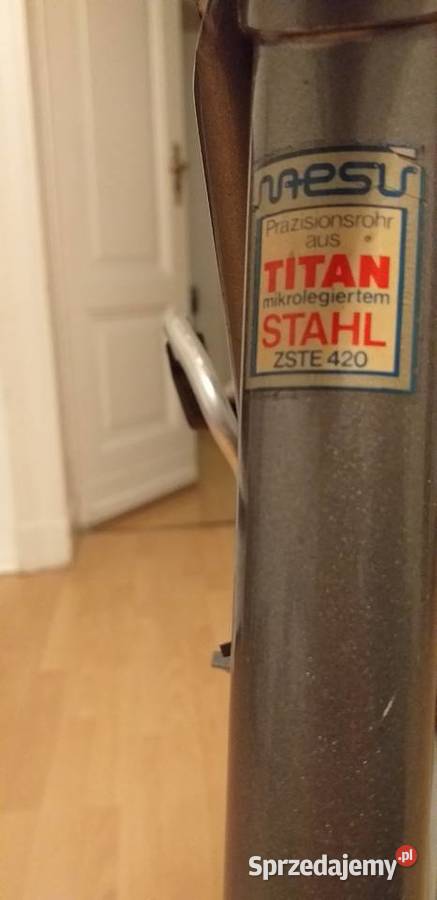 mesu
Präzisionsrohr
aus
TITAN
mikrolegiertem
STAHL
ZSTE 420
Sprzedajemy.pl